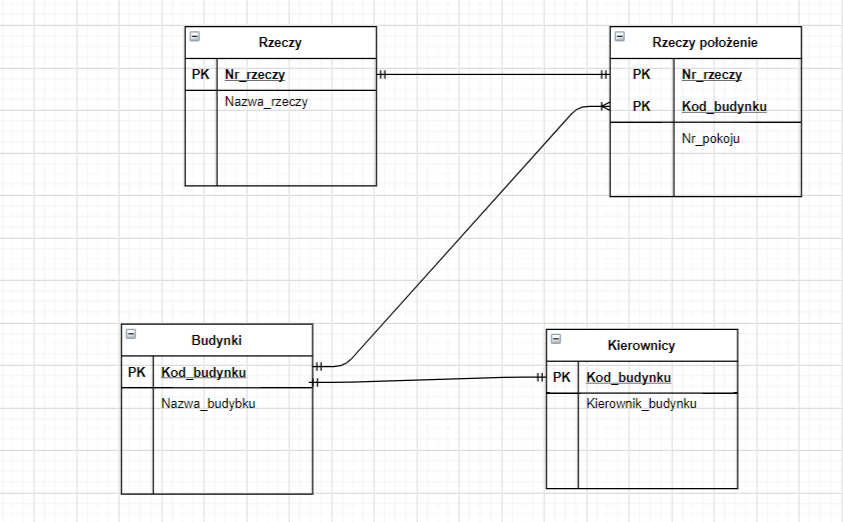 Rzeczy
PK Nr_rzeczy
Nazwa_rzeczy
Rzeczy położenie
PK Nr_rzeczy
PK Kod_budynku
Nr_pokoju
Budynki
PK Kod_budynku
Nazwa_budybku
Kierownicy
PK Kod_budynku
Kierownik_budynku